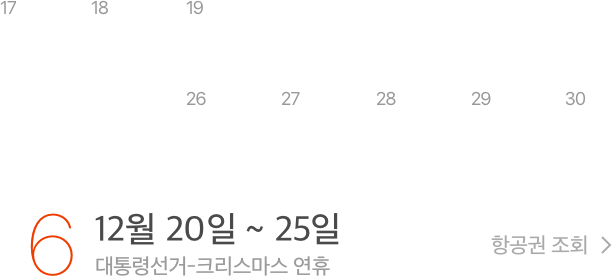 17 18 19
26 27 28 29 30
6
12월 20일 ~ 25일
대통령선거-크리스마스 연휴
항공권 조회 >